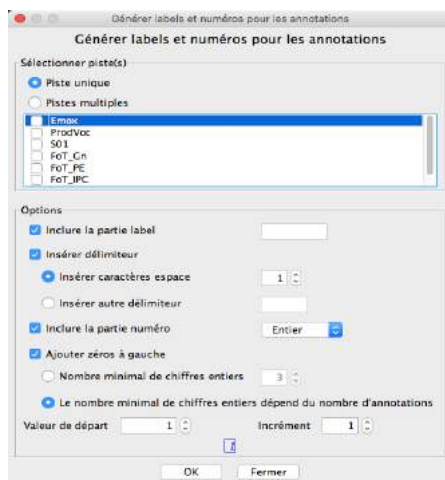 Générer labels et numéros pour les annotations
Générer labels et numéros pour les annotations
Sélectionner piste(s)
Piste unique
Pistes multiples
Emax
ProdVoc
S01
FoT_Gn
FoT_PE
FoT_IPC
Options
Inclure la partie label
Insérer délimiteur
Insérer caractères espace 1
Insérer autre délimiteur
Inclure la partie numéro Entier
Ajouter zéros à gauche
Nombre minimal de chiffres entiers 3
Le nombre minimal de chiffres entiers dépend du nombre d'annotations
Valeur de départ 1 Incrément 1
OK Fermer